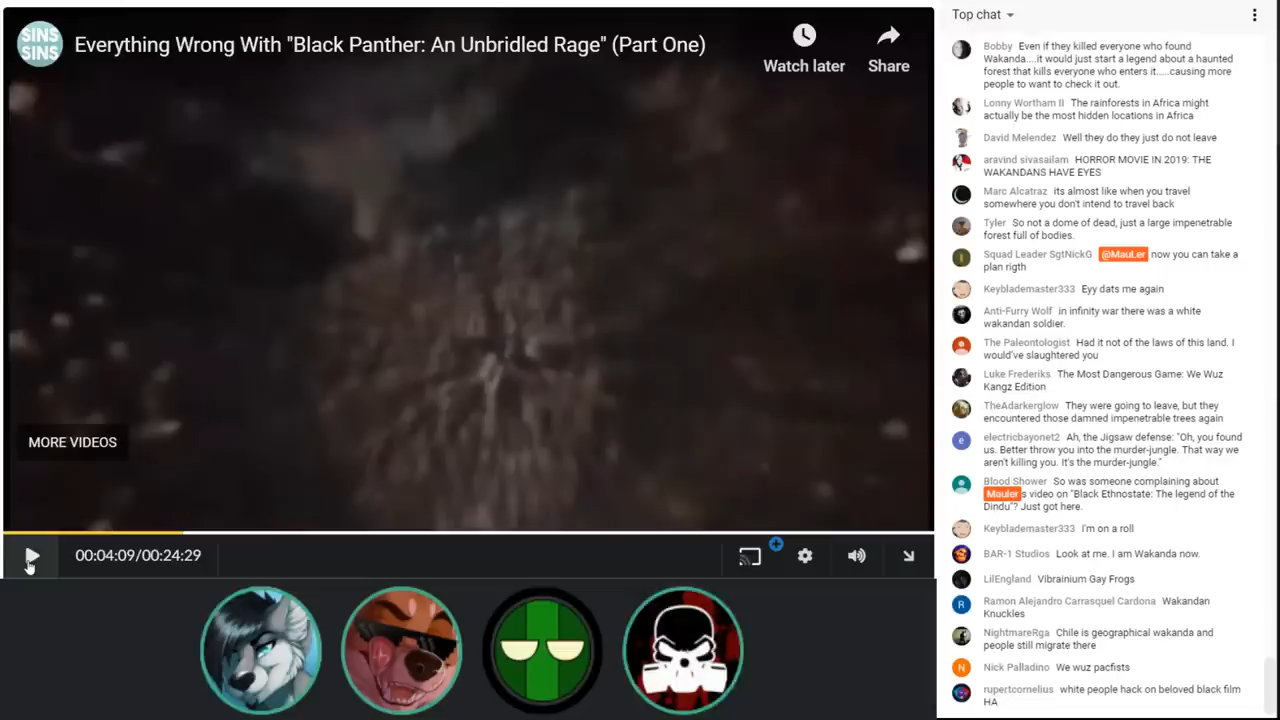 SINS
SINS
Everything Wrong With "Black Panther: An Unbridled Rage" (Part One)
Watch later
Share
MORE VIDEOS
00:04:09/00:24:29
Top chat
Bobby Even if they killed everyone who found
Wakanda....it would just start a legend about a haunted
forest that kills everyone who enters it.....causing more
people to want to check it out.
Lonny Wortham II The rainforests in Africa might
actually be the most hidden locations in Africa
David Melendez Well they do they just do not leave
aravind sivasailam HORROR MOVIE IN 2019: THE
WAKANDANS HAVE EYES
Marc Alcatraz its almost like when you travel
somewhere you don't intend to travel back
Tyler So not a dome of dead, just a large impenetrable
forest full of bodies.
Squad Leader SgtNickG @MauLer now you can take a
plan rigth
Keyblademaster333 Eyy dats me again
Anti-Furry Wolf in infinity war there was a white
wakandan soldier.
The Paleontologist Had it not of the laws of this land. I
would've slaughtered you
Luke Frederiks The Most Dangerous Game: We Wuz
Kangz Edition
TheAdarkerglow They were going to leave, but they
encountered those damned impenetrable trees again
electricbayonet2 Ah, the Jigsaw defense: "Oh, you found
us. Better throw you into the murder-jungle. That way we
aren't killing you. It's the murder-jungle."
Blood Shower So was someone complaining about
Mauler s video on "Black Ethnostate: The legend of the
Dindu"? Just got here.
Keyblademaster333 I'm on a roll
BAR-1 Studios Look at me. I am Wakanda now.
LilEngland Vibrainium Gay Frogs
Ramon Alejandro Carrasquel Cardona Wakandan
Knuckles
NightmareRga Chile is geographical wakanda and
people still migrate there
Nick Palladino We wuz pacfists
rupertcornelius white people hack on beloved black film
HA